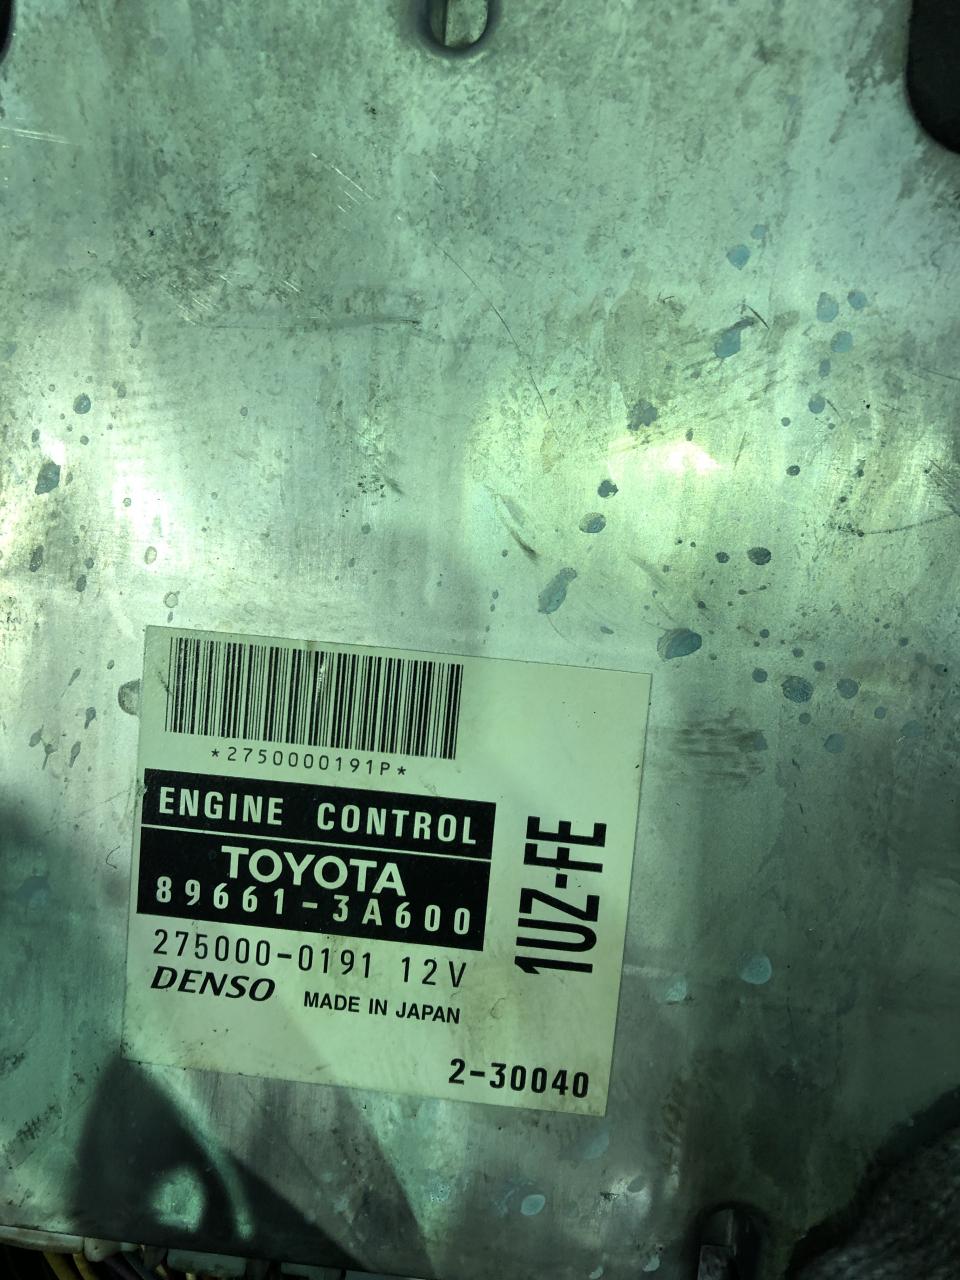 *2750000191P*
ENGINE CONTROL
TOYOTA
89661-3A600
275000-0191 12V
DENSO MADE IN JAPAN
1UZ-FE
2-30040